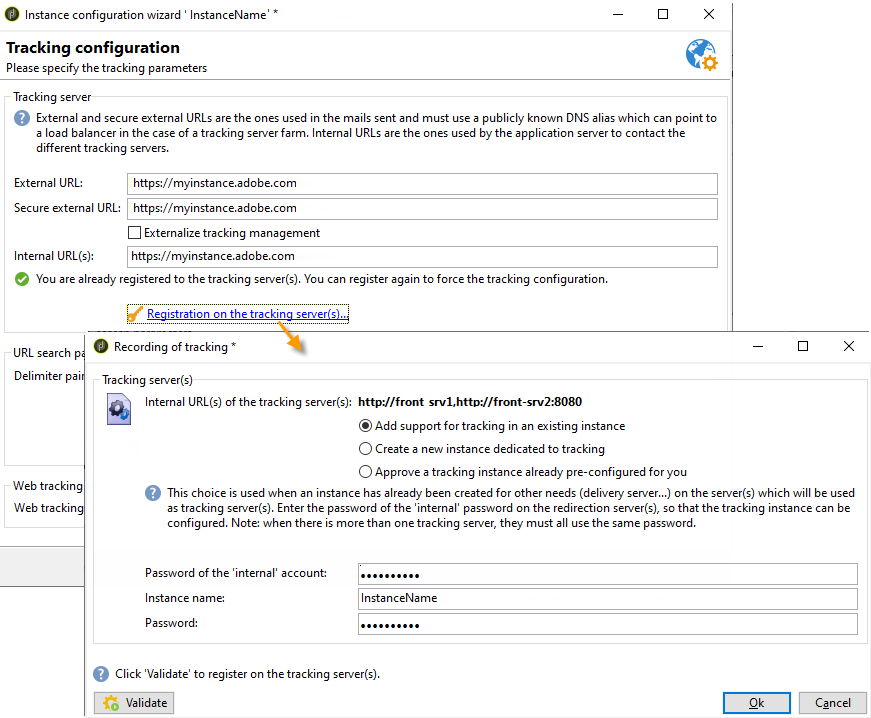 Instance configuration wizard ' InstanceName' *
Tracking configuration
Please specify the tracking parameters
Tracking server
External and secure external URLs are the ones used in the mails sent and must use a publicly known DNS alias which can point to
a load balancer in the case of a tracking server farm. Internal URLs are the ones used by the application server to contact the
different tracking servers.
External URL: https://myinstance.adobe.com
Secure external URL: https://myinstance.adobe.com
Externalize tracking management
Internal URL(s): https://myinstance.adobe.com
You are already registered to the tracking server(s). You can register again to force the tracking configuration.
Registration on the tracking server(s)...
URL search pa
Delimiter pair
Web tracking
Web tracking
Recording of tracking *
Tracking server(s)
Internal URL(s) of the tracking server(s): http://front srv1,http://front-srv2:8080
Add support for tracking in an existing instance
Create a new instance dedicated to tracking
Approve a tracking instance already pre-configured for you
This choice is used when an instance has already been created for other needs (delivery server...) on the server(s) which will be used
as tracking server(s). Enter the password of the 'internal' password on the redirection server(s), so that the tracking instance can be
configured. Note: when there is more than one tracking server, they must all use the same password.
Password of the 'internal' account: ••••••••••
Instance name: InstanceName
Password: ••••••••••
Click 'Validate' to register on the tracking server(s).
Validate Ok Cancel